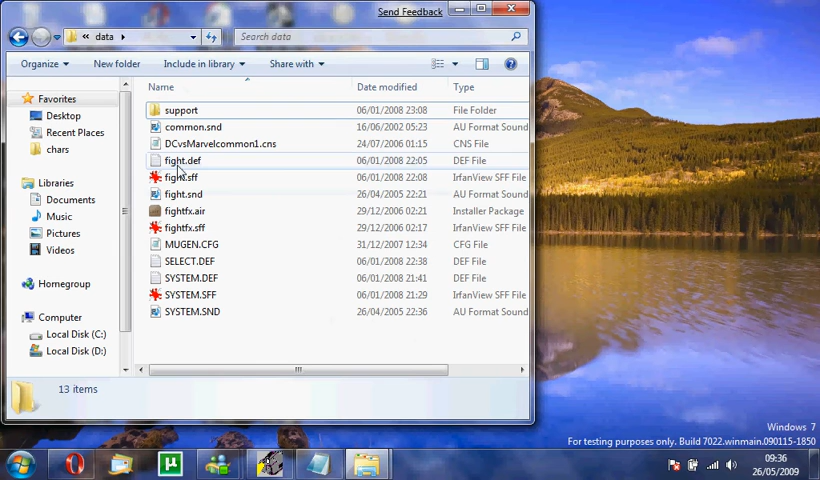 Send Feedback
data
Search data
Organize
New folder
Include in library
Share with
Name
Date modified
Type
Favorites
Desktop
Recent Places
chars
Libraries
Documents
Music
Pictures
Videos
Homegroup
Computer
Local Disk (C:)
Local Disk (D:)
support 06/01/2008 23:08 File Folder
common.snd 16/06/2002 05:23 AU Format Sound
DCvsMarvelcommon1.cns 24/07/2006 01:15 CNS File
fight.def 06/01/2008 22:05 DEF File
fight.sff 06/01/2008 22:08 IrfanView SFF File
fight.snd 26/04/2005 22:21 AU Format Sound
fightfx.air 29/12/2006 02:21 Installer Package
fightfx.sff 29/12/2006 02:17 IrfanView SFF File
MUGEN.CFG 31/12/2007 12:34 CFG File
SELECT.DEF 06/01/2008 22:38 DEF File
SYSTEM.DEF 06/01/2008 21:41 DEF File
SYSTEM.SFF 06/01/2008 21:29 IrfanView SFF File
SYSTEM.SND 26/04/2005 22:36 AU Format Sound
13 items
Windows 7
For testing purposes only. Build 7022.winmain.090115-1850
09:36
26/05/2009